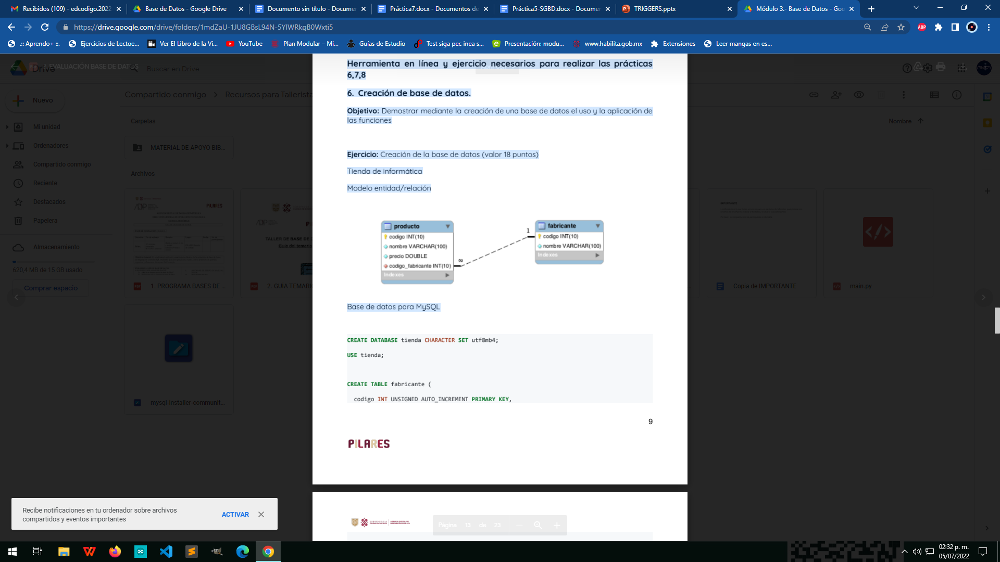 Recibidos (109) - edcodigo.2022
Base de Datos - Google Drive
Documento sin título - Documen
Práctica7.docx - Documentos de
Práctica5-SGBD.docx - Documen
TRIGGERS.pptx
Módulo 3.- Base de Datos - Goo
https://drive.google.com/drive/folders/1mdZaU-1JU8GBsL94N-5YlWRkgB0Wxti5
.:: Aprendo+ ::.
Ejercicios de Lectoe...
Ver El Libro de la Vi...
YouTube
Plan Modular – Mi...
Guías de Estudio
Test siga pec inea s...
Presentación: modu...
www.habilita.gob.mx
Extensiones
Leer mangas en es...
Drive
EVALUACIÓN BASE DE DATOS
Buscar en Drive
Nuevo
Compartido conmigo
Recursos para Tallerista
Mi unidad
Ordenadores
Compartido conmigo
Reciente
Destacados
Papelera
Almacenamiento
620,4 MB de 15 GB usado
Comprar espacio
Carpetas
Nombre
MATERIAL DE APOYO BIB...
Archivos
PILARES
TALLER DE BASE DE DAT
Guía del temario
1. PROGRAMA BASES DE ...
2. GUÍA TEMARI
Copia de IMPORTANTE
main.py
mysql-installer-communit...
Herramienta en línea y ejercicio necesarios para realizar las prácticas
6,7,8
6. Creación de base de datos.
Objetivo: Demostrar mediante la creación de una base de datos el uso y la aplicación de
las funciones
Ejercicio: Creación de la base de datos (valor 18 puntos)
Tienda de informática
Modelo entidad/relación
producto
codigo INT(10)
nombre VARCHAR(100)
precio DOUBLE
codigo_fabricante INT(10)
Indexes
∞
1
fabricante
codigo INT(10)
nombre VARCHAR(100)
Indexes
Base de datos para MySQL
CREATE DATABASE tienda CHARACTER SET utf8mb4;
USE tienda;
CREATE TABLE fabricante (
codigo INT UNSIGNED AUTO_INCREMENT PRIMARY KEY,
9
PILARES
Página 13 de 23
Recibe notificaciones en tu ordenador sobre archivos
compartidos y eventos importantes
ACTIVAR
02:32 p. m.
05/07/2022